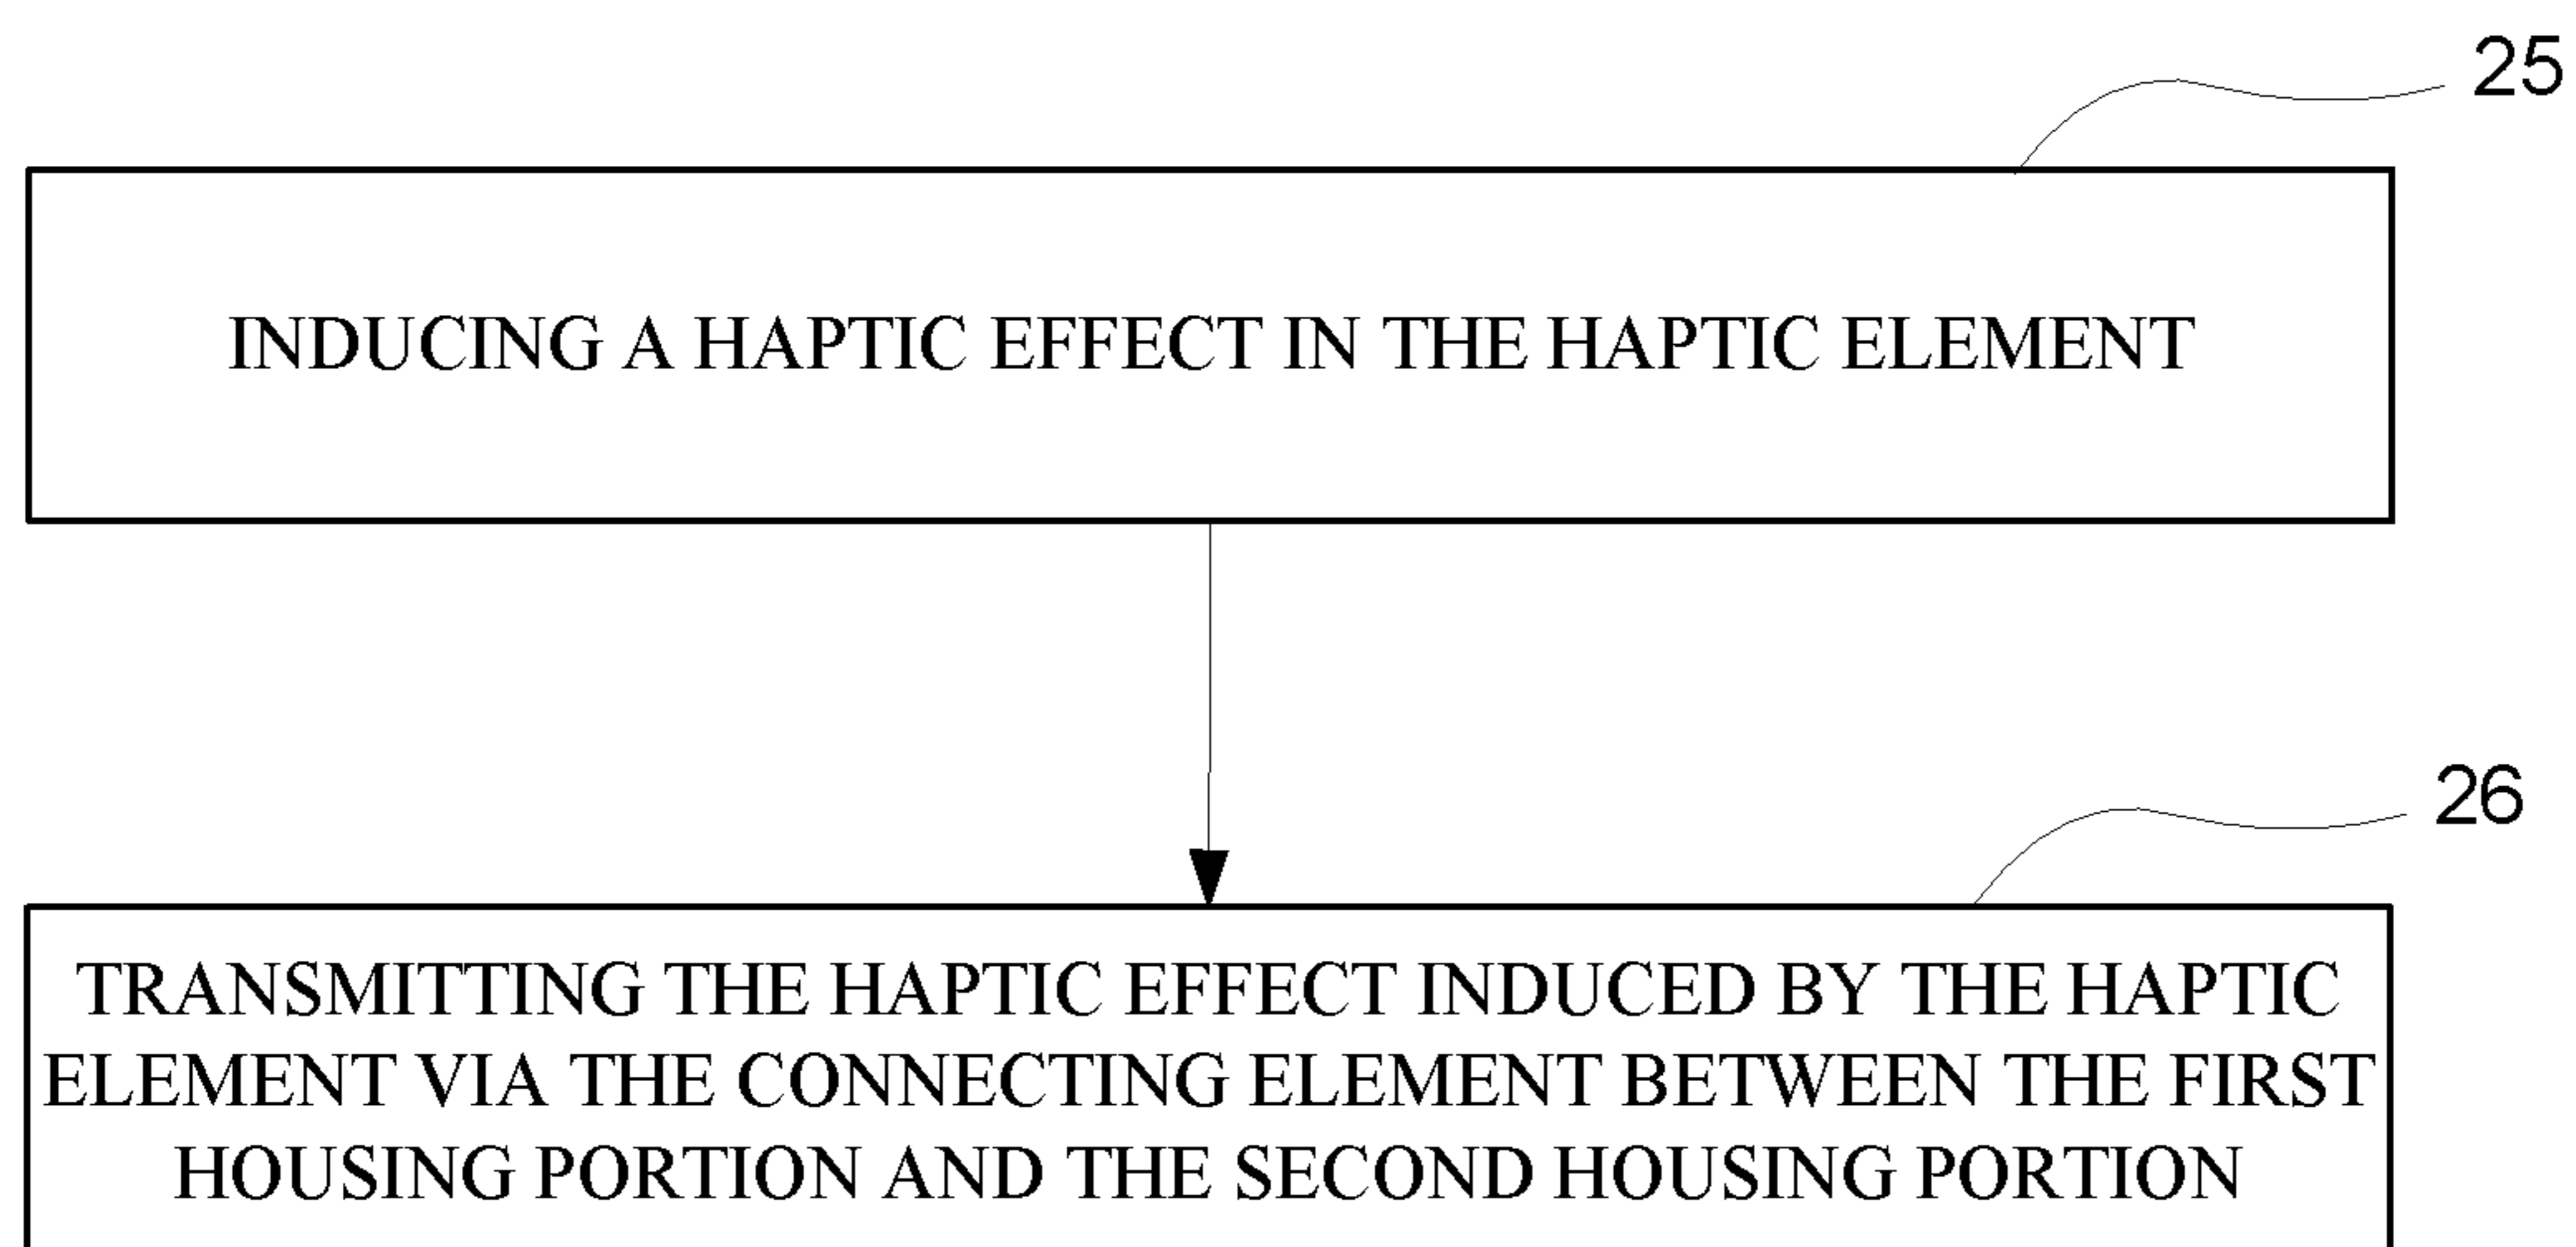 25
INDUCING A HAPTIC EFFECT IN THE HAPTIC ELEMENT
26
TRANSMITTING THE HAPTIC EFFECT INDUCED BY THE HAPTIC
ELEMENT VIA THE CONNECTING ELEMENT BETWEEN THE FIRST
HOUSING PORTION AND THE SECOND HOUSING PORTION